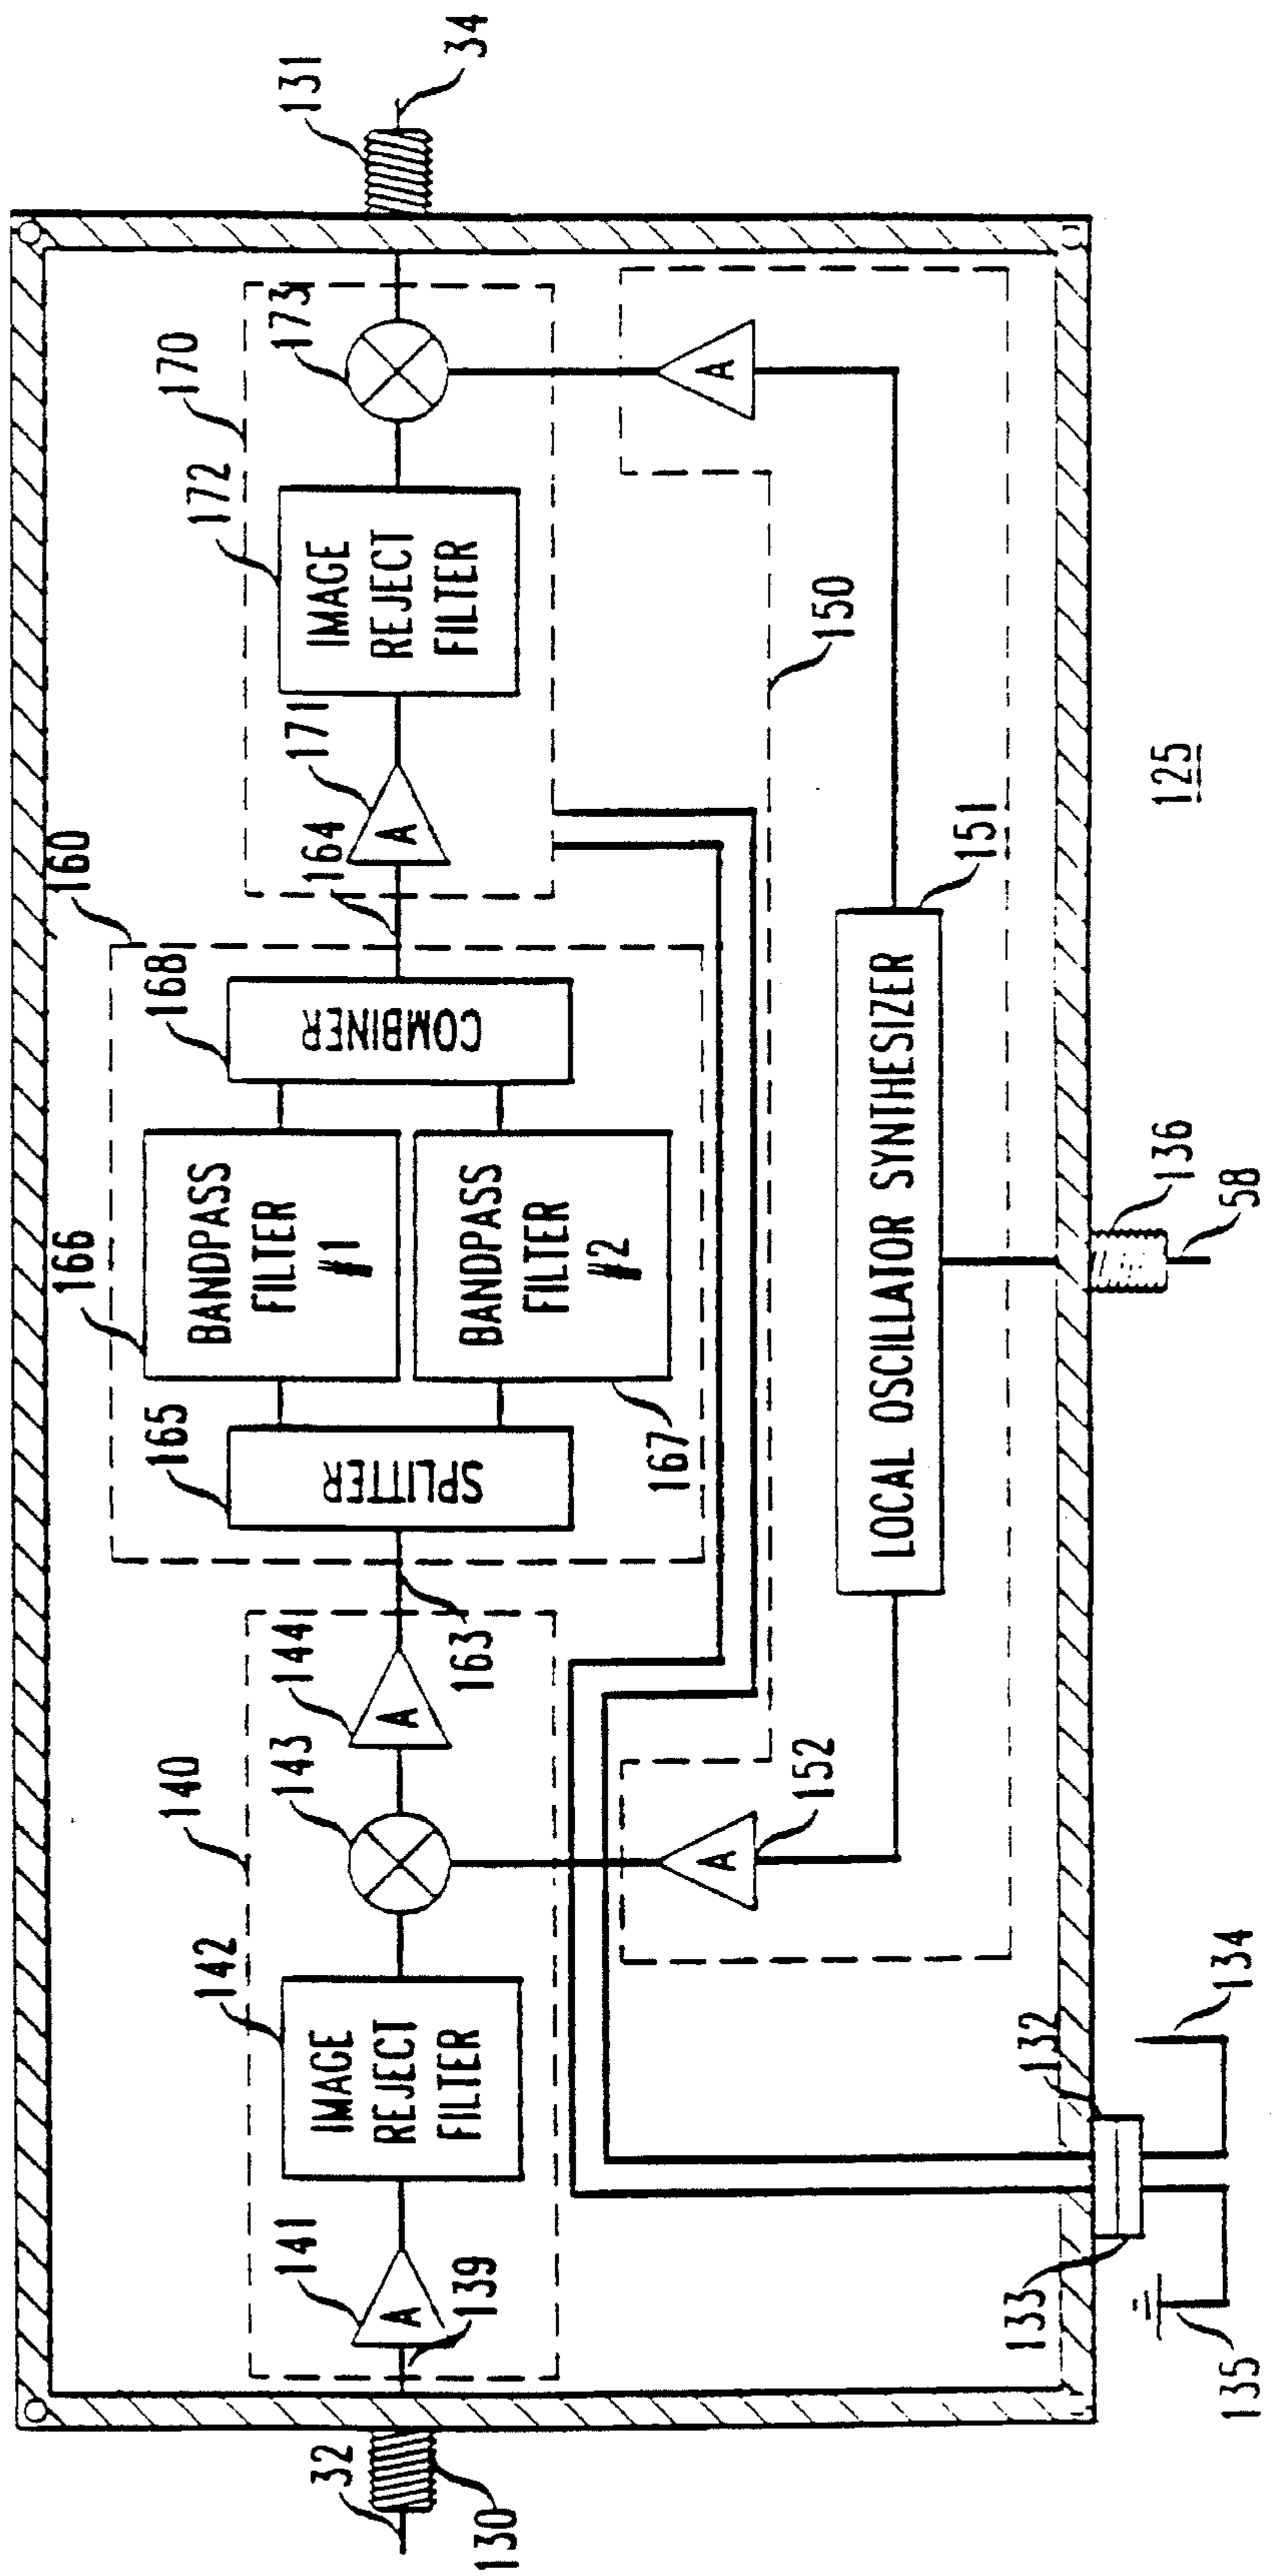 131
34
170
173
172
IMAGE
REJECT
FILTER
171
A
164
160
168
COMBINER
166
BANDPASS
FILTER
#1
BANDPASS
FILTER
#2
165
SPLITTER
167
163
140
144
A
143
142
IMAGE
REJECT
FILTER
141
A
139
32
130
A
150
A
152
151
LOCAL OSCILLATOR SYNTHESIZER
125
136
58
132
134
133
135